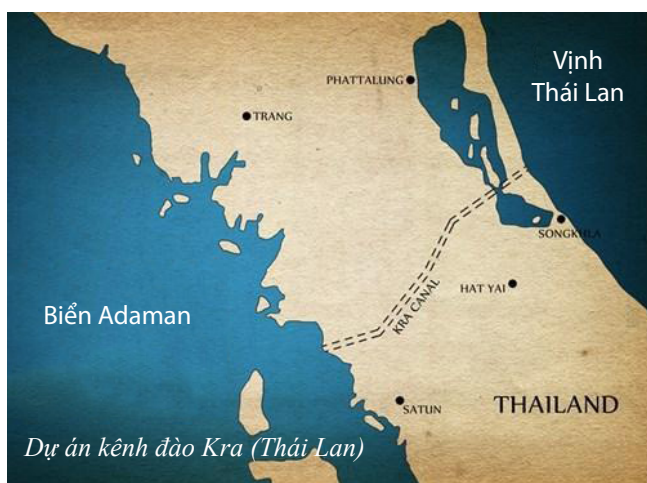 Vịnh
Thái Lan
PHATTALUNG
TRANG
SONGKHLA
HAT YAI
KRA CANAL
Biển Adaman
SATUN
THAILAND
Dự án kênh đào Kra (Thái Lan)